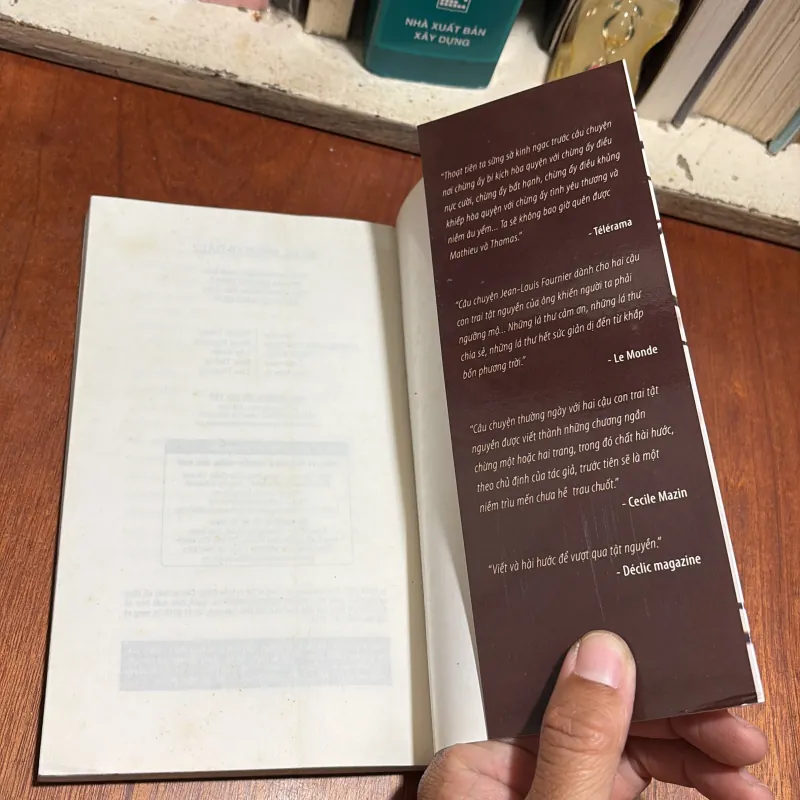 NHÀ XUẤT BẢN
XÂY DỰNG
"Thoạt tiên ta sững sờ kinh ngạc trước câu chuyện
nơi chừng ấy bi kịch hòa quyện với chừng ấy điều
nực cười, chừng ấy bất hạnh, chừng ấy điều khủng
khiếp hòa quyện với chừng ấy tình yêu thương và
niềm âu yếm... Ta sẽ không bao giờ quên được
Mathieu và Thomas."
- Télérama
"Câu chuyện Jean-Louis Fournier dành cho hai cậu
con trai tật nguyền của ông khiến người ta phải
ngưỡng mộ... Những lá thư cảm ơn, những lá thư
chia sẻ, những lá thư hết sức giản dị đến từ khắp
bốn phương trời."
- Le Monde
"Câu chuyện thường ngày với hai cậu con trai tật
nguyền được viết thành những chương ngắn
chừng một hoặc hai trang, trong đó chất hài hước,
theo chủ định của tác giả, trước tiên sẽ là một
niềm trìu mến chưa hề trau chuốt."
- Cecile Mazin
"Viết và hài hước để vượt qua tật nguyền."
- Déclic magazine